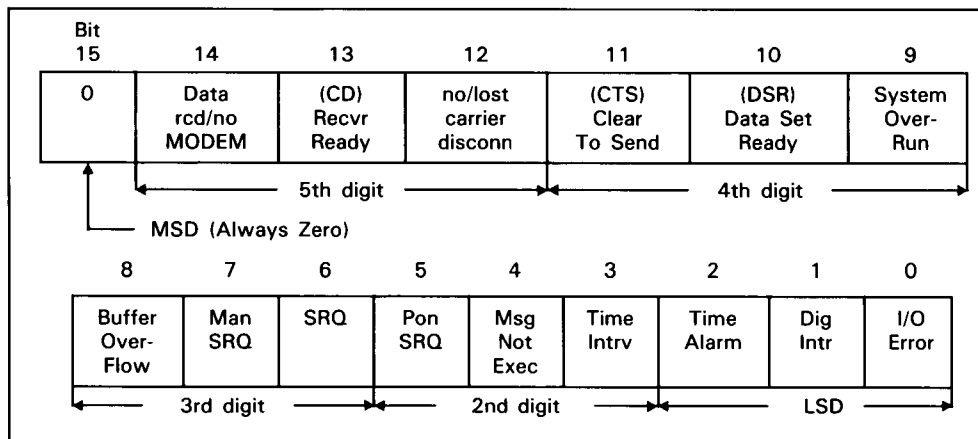 Bit
15 14 13 12 11 10 9
0 Data (CD) no/lost (CTS) (DSR) System
rcd/no Recvr carrier Clear Data Set Over-
MODEM Ready disconn To Send Ready Run
5th digit 4th digit
MSD (Always Zero)
8 7 6 5 4 3 2 1 0
Buffer Man SRQ Pon Msg Time Time Dig I/O
Over- SRQ SRQ Not Intrv Alarm Intr Error
Flow Exec
3rd digit 2nd digit LSD